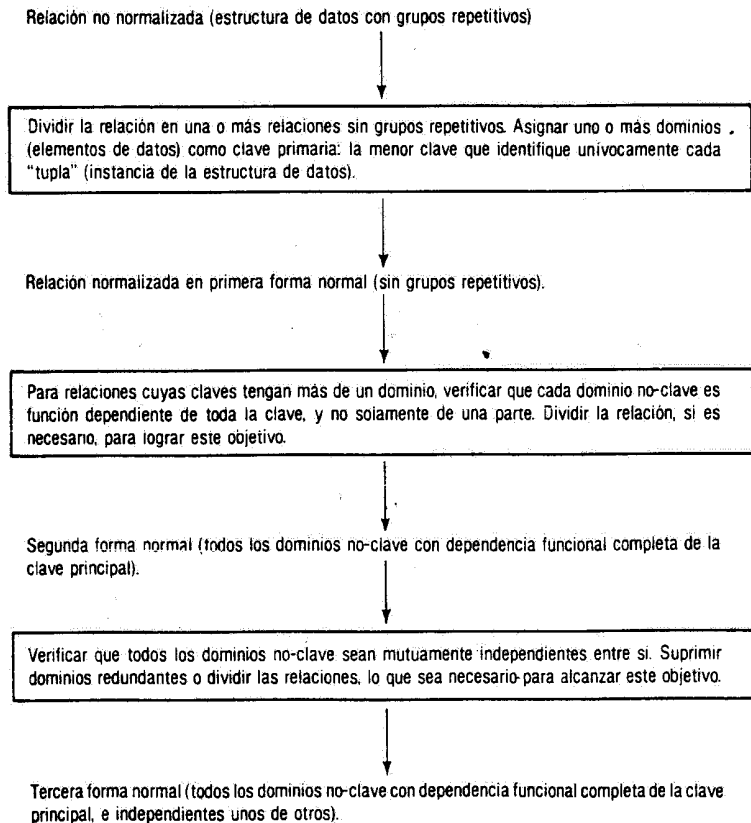 Relación no normalizada (estructura de datos con grupos repetitivos)
Dividir la relación en una o más relaciones sin grupos repetitivos. Asignar uno o más dominios
(elementos de datos) como clave primaria: la menor clave que identifique unívocamente cada
"tupla" (instancia de la estructura de datos).
Relación normalizada en primera forma normal (sin grupos repetitivos).
Para relaciones cuyas claves tengan más de un dominio, verificar que cada dominio no-clave es
función dependiente de toda la clave, y no solamente de una parte. Dividir la relación, si es
necesario, para lograr este objetivo.
Segunda forma normal (todos los dominios no-clave con dependencia funcional completa de la
clave principal).
Verificar que todos los dominios no-clave sean mutuamente independientes entre si. Suprimir
dominios redundantes o dividir las relaciones, lo que sea necesario para alcanzar este objetivo.
Tercera forma normal (todos los dominios no-clave con dependencia funcional completa de la clave
principal, e independientes unos de otros).